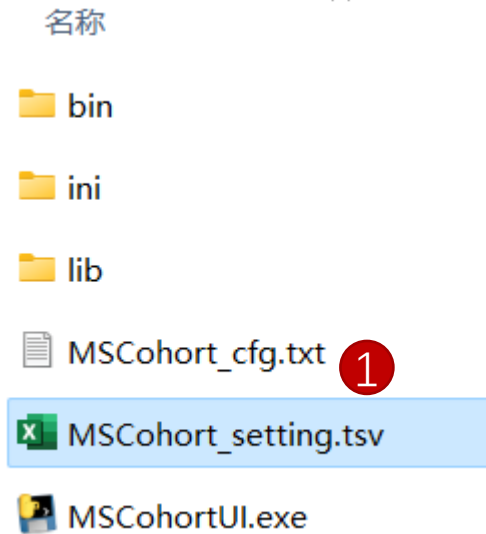 名称
bin
ini
lib
MSCohort_cfg.txt
1
MSCohort_setting.tsv
MSCohortUI.exe